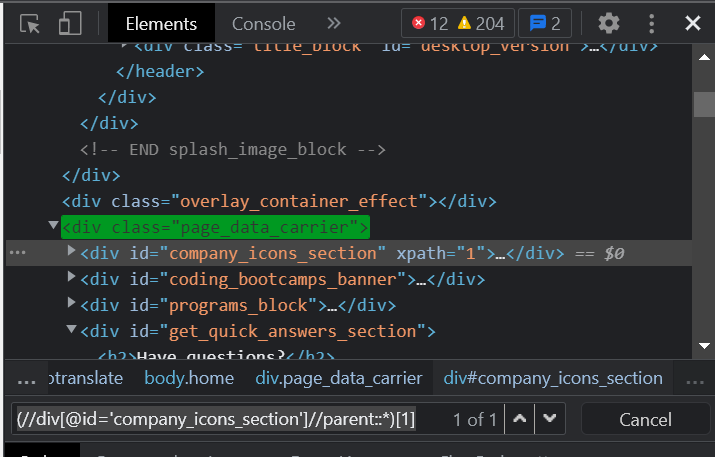 Elements Console » 12 204 2
<div class="title_block" id="desktop_version">…</div>
</header>
</div>
</div>
<!-- END splash_image_block -->
</div>
<div class="overlay_container_effect"></div>
<div class="page_data_carrier">
<div id="company_icons_section" xpath="1">…</div> == $0
<div id="coding_bootcamps_banner">…</div>
<div id="programs_block">…</div>
<div id="get_quick_answers_section">
<h2>Have questions?</h2>
… otranslate body.home div.page_data_carrier div#company_icons_section …
(//div[@id='company_icons_section']//parent::*)[1] 1 of 1 Cancel